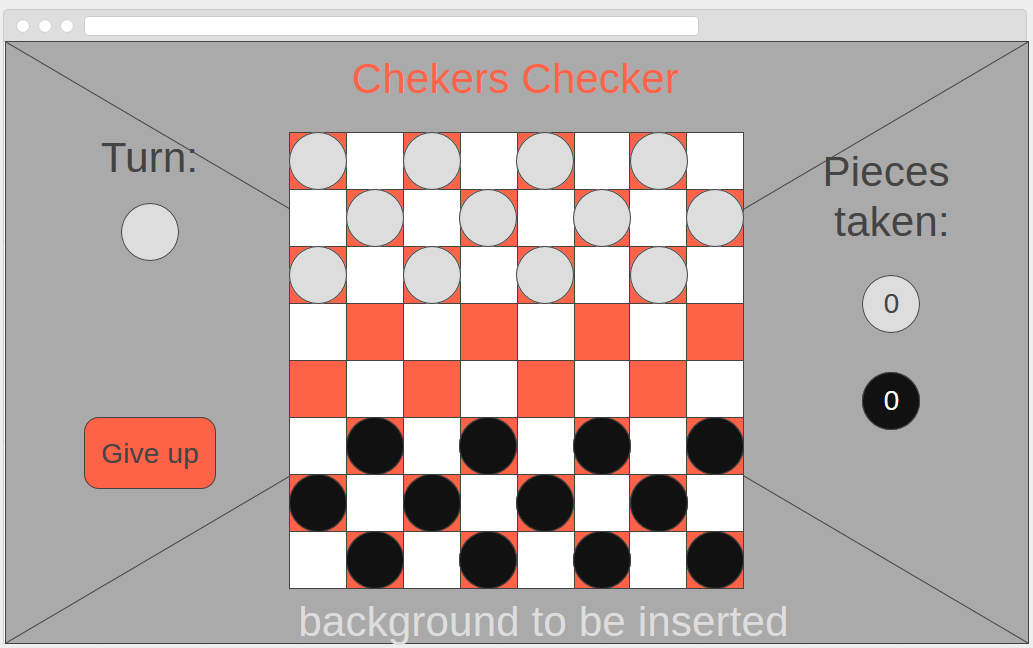 Chekers Checker
Turn:
Pieces
taken:
0
0
Give up
background to be inserted